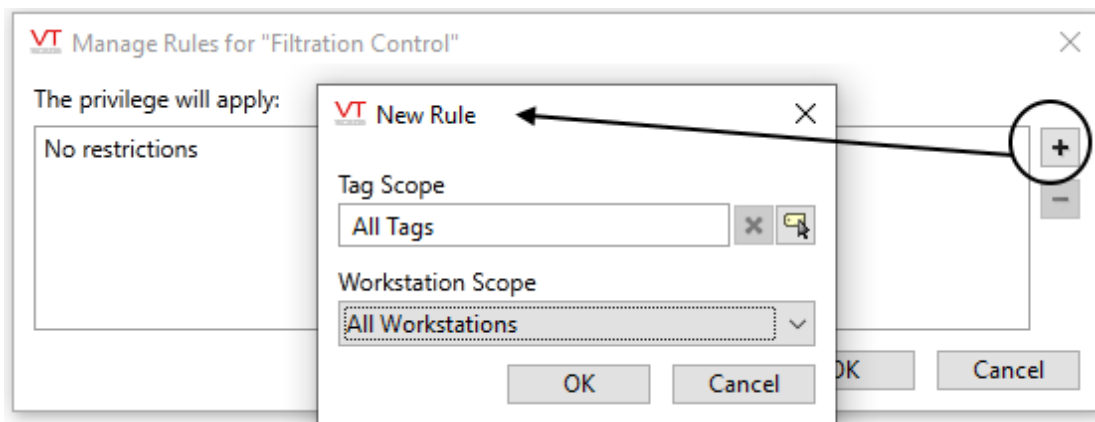 VT Manage Rules for "Filtration Control"
The privilege will apply:
No restrictions
+
−
VT New Rule
Tag Scope
All Tags
Workstation Scope
All Workstations
OK Cancel
OK Cancel